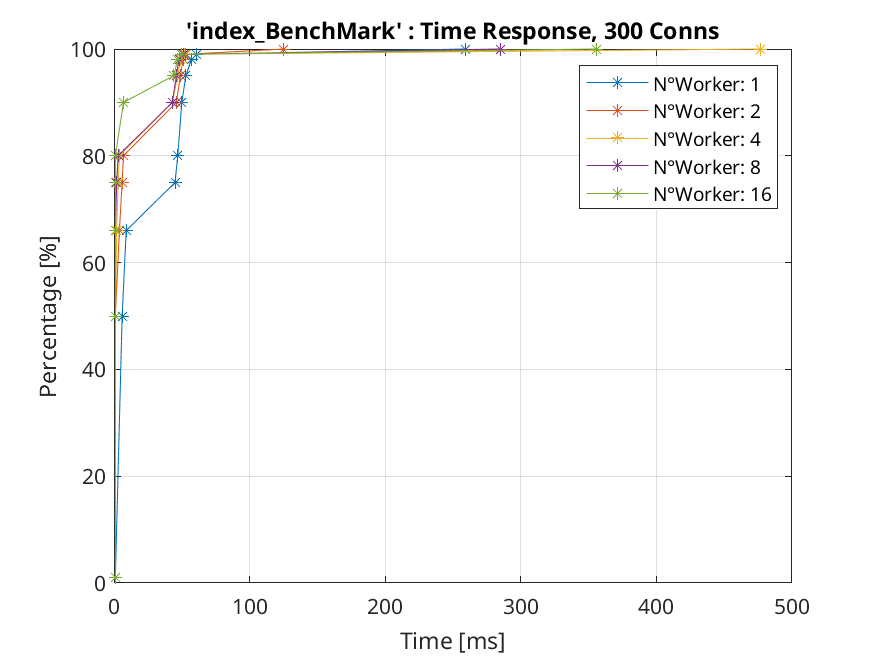 'index_BenchMark' : Time Response, 300 Conns
100
80
60
40
20
0
Percentage [%]
N°Worker: 1
N°Worker: 2
N°Worker: 4
N°Worker: 8
N°Worker: 16
0 100 200 300 400 500
Time [ms]